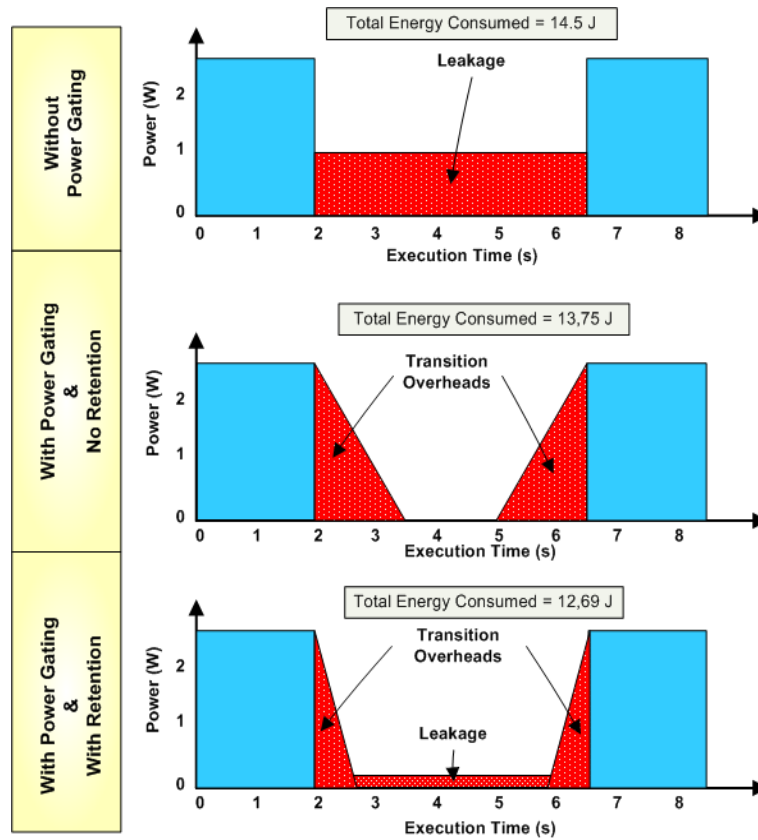 Without
Power Gating
Total Energy Consumed = 14.5 J
Leakage
Power (W)
2
1
0
0 1 2 3 4 5 6 7 8
Execution Time (s)
With Power Gating
&
No Retention
Total Energy Consumed = 13,75 J
Transition
Overheads
Power (W)
2
1
0
0 1 2 3 4 5 6 7 8
Execution Time (s)
With Power Gating
&
With Retention
Total Energy Consumed = 12,69 J
Transition
Overheads
Leakage
Power (W)
2
1
0
0 1 2 3 4 5 6 7 8
Execution Time (s)